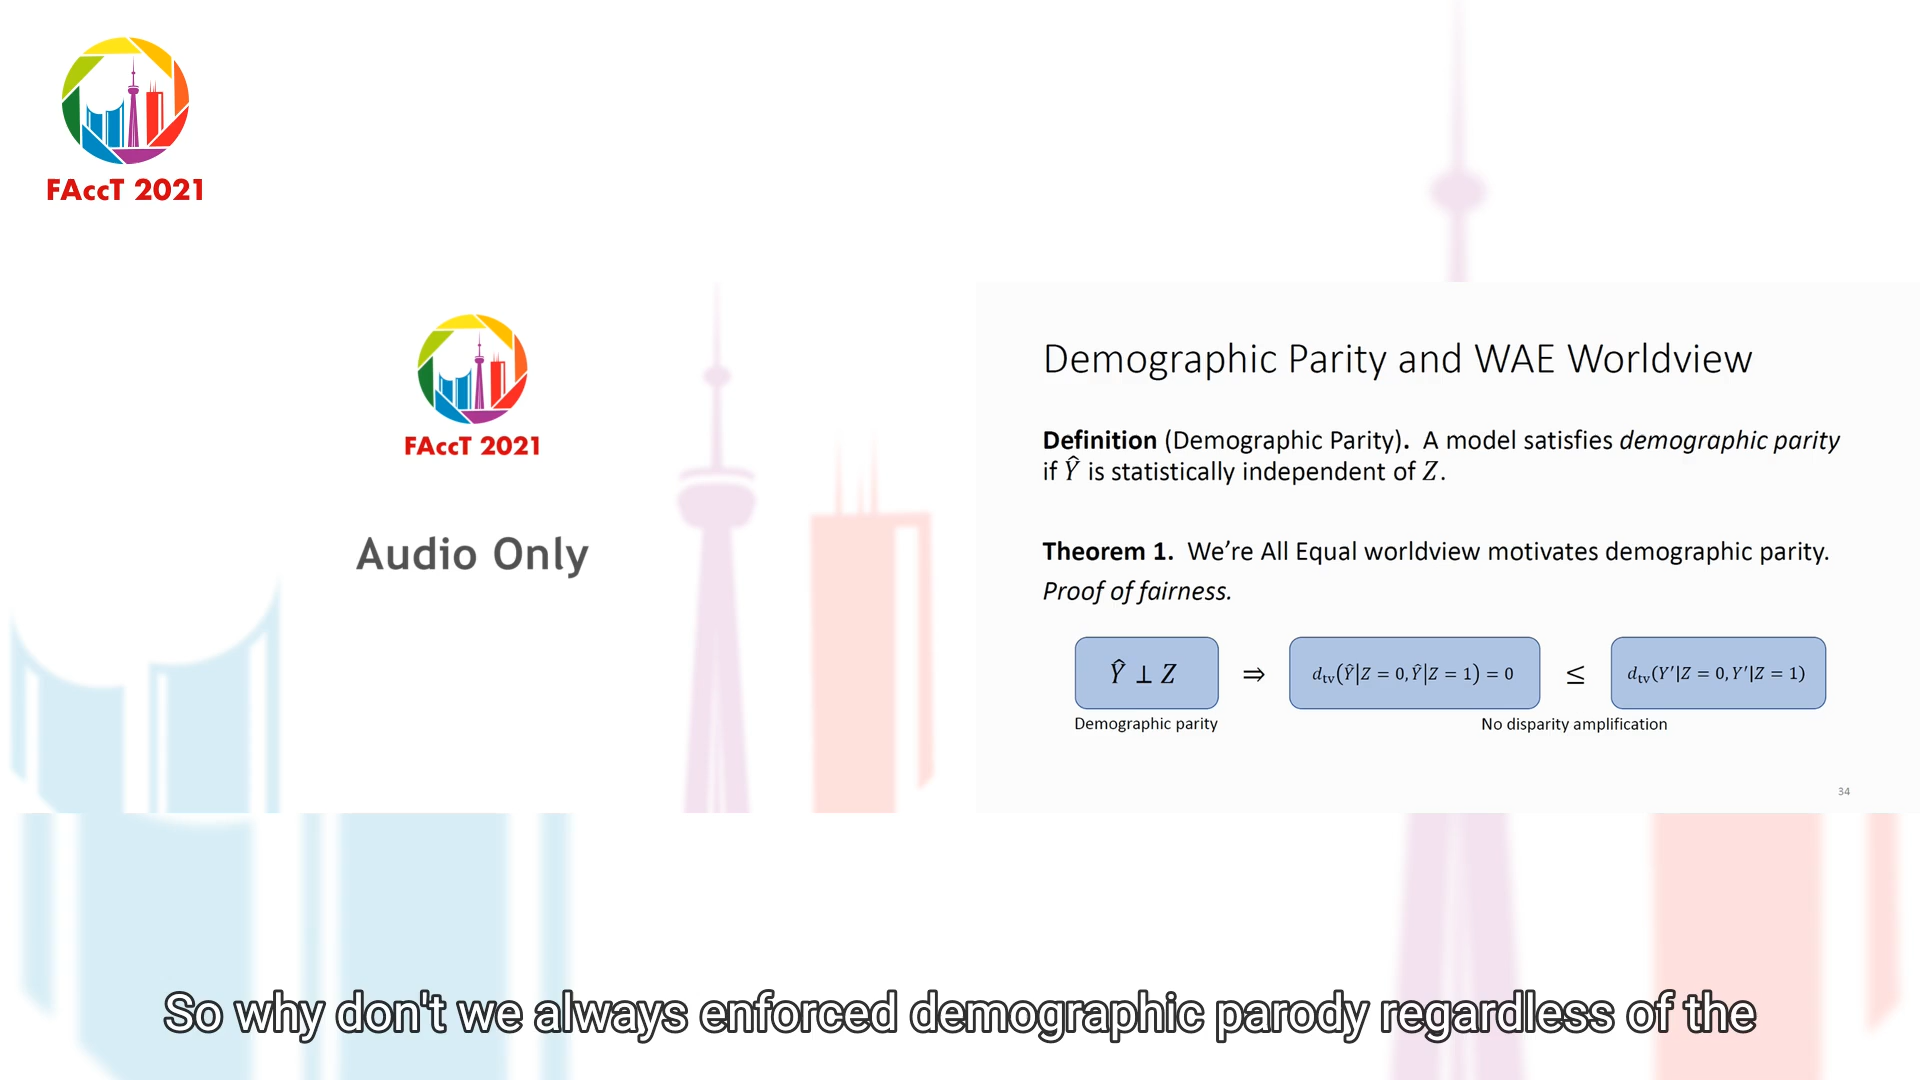 FAccT 2021
FAccT 2021
Audio Only
Demographic Parity and WAE Worldview
Definition (Demographic Parity). A model satisfies demographic parity
if Ŷ is statistically independent of Z.
Theorem 1. We’re All Equal worldview motivates demographic parity.
Proof of fairness.
Ŷ ⊥ Z ⇒ d_tv(Ŷ|Z = 0, Ŷ|Z = 1) = 0 ≤ d_tv(Y′|Z = 0, Y′|Z = 1)
Demographic parity No disparity amplification
34
So why don't we always enforced demographic parody regardless of the